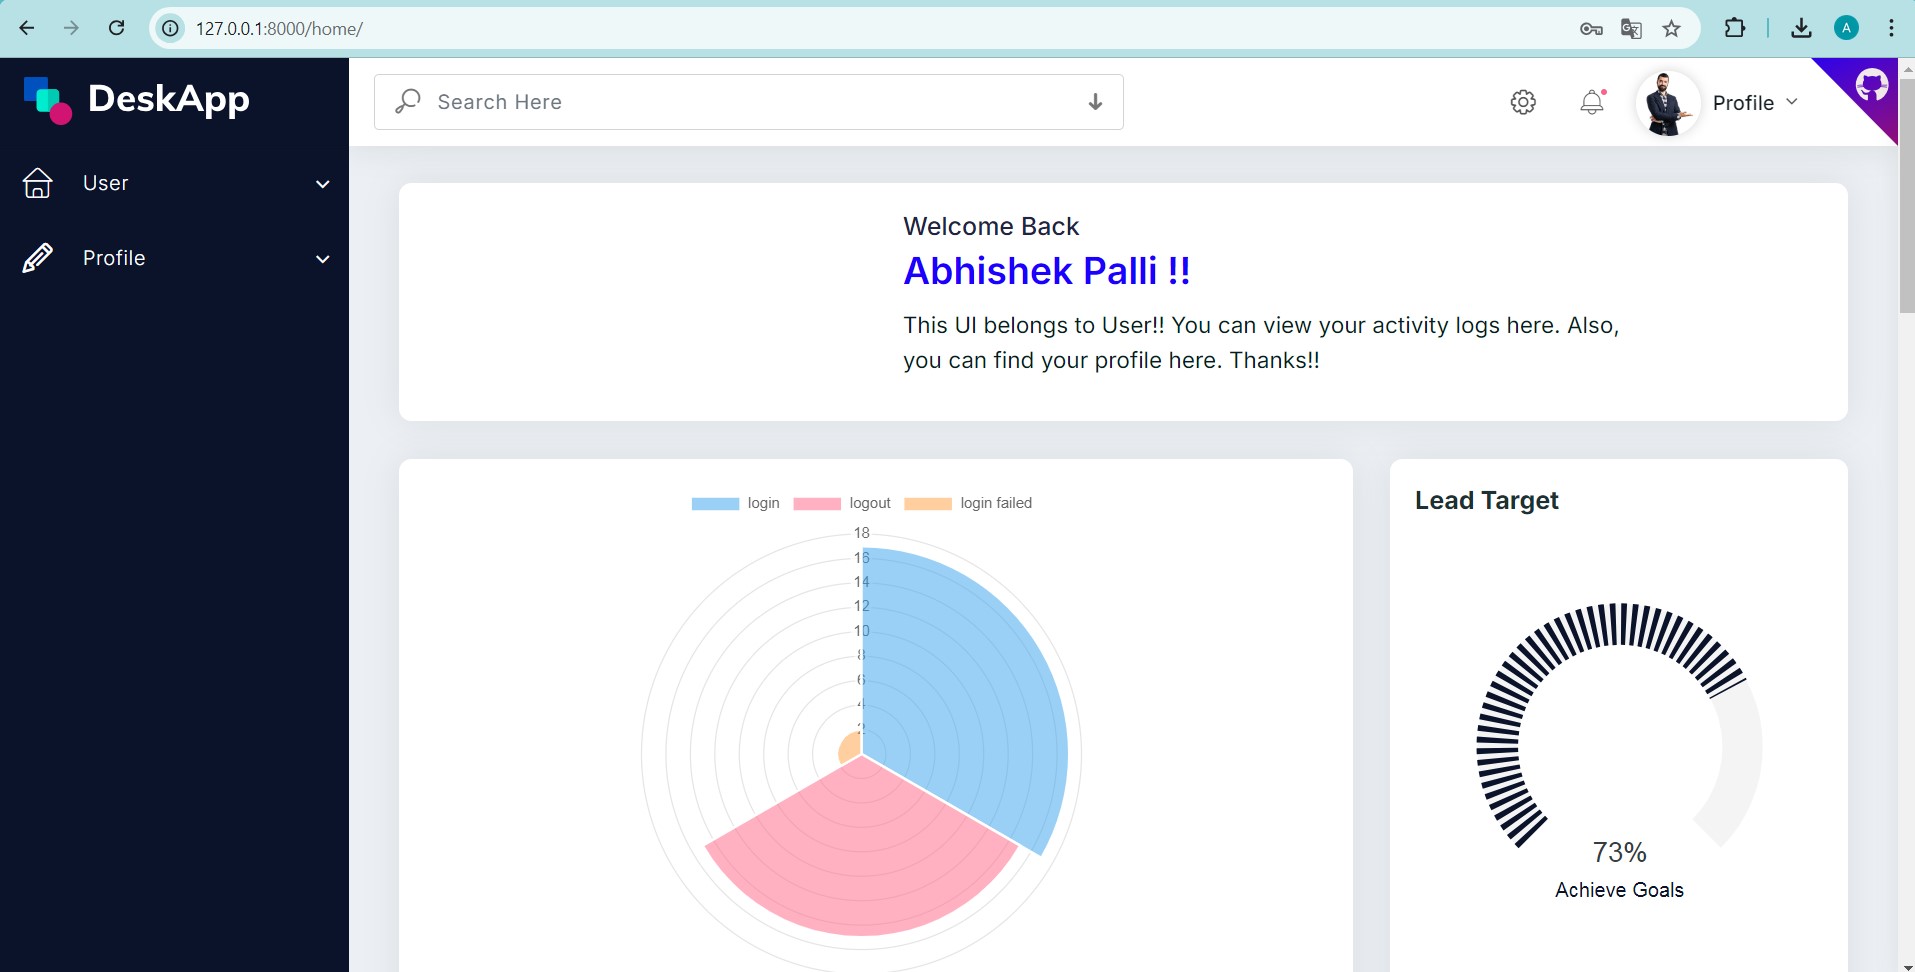 127.0.0.1:8000/home/
A
DeskApp
Search Here
Profile
User
Profile
Welcome Back
Abhishek Palli !!
This UI belongs to User!! You can view your activity logs here. Also,
you can find your profile here. Thanks!!
login logout login failed
18
16
14
12
10
8
6
4
2
Lead Target
73%
Achieve Goals